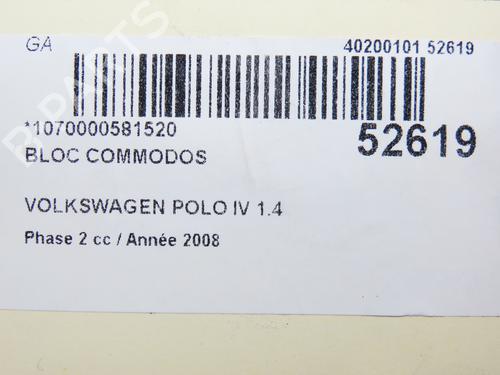 GA
40200101 52619
*1070000581520
52619
BLOC COMMODOS
VOLKSWAGEN POLO IV 1.4
Phase 2 cc / Année 2008